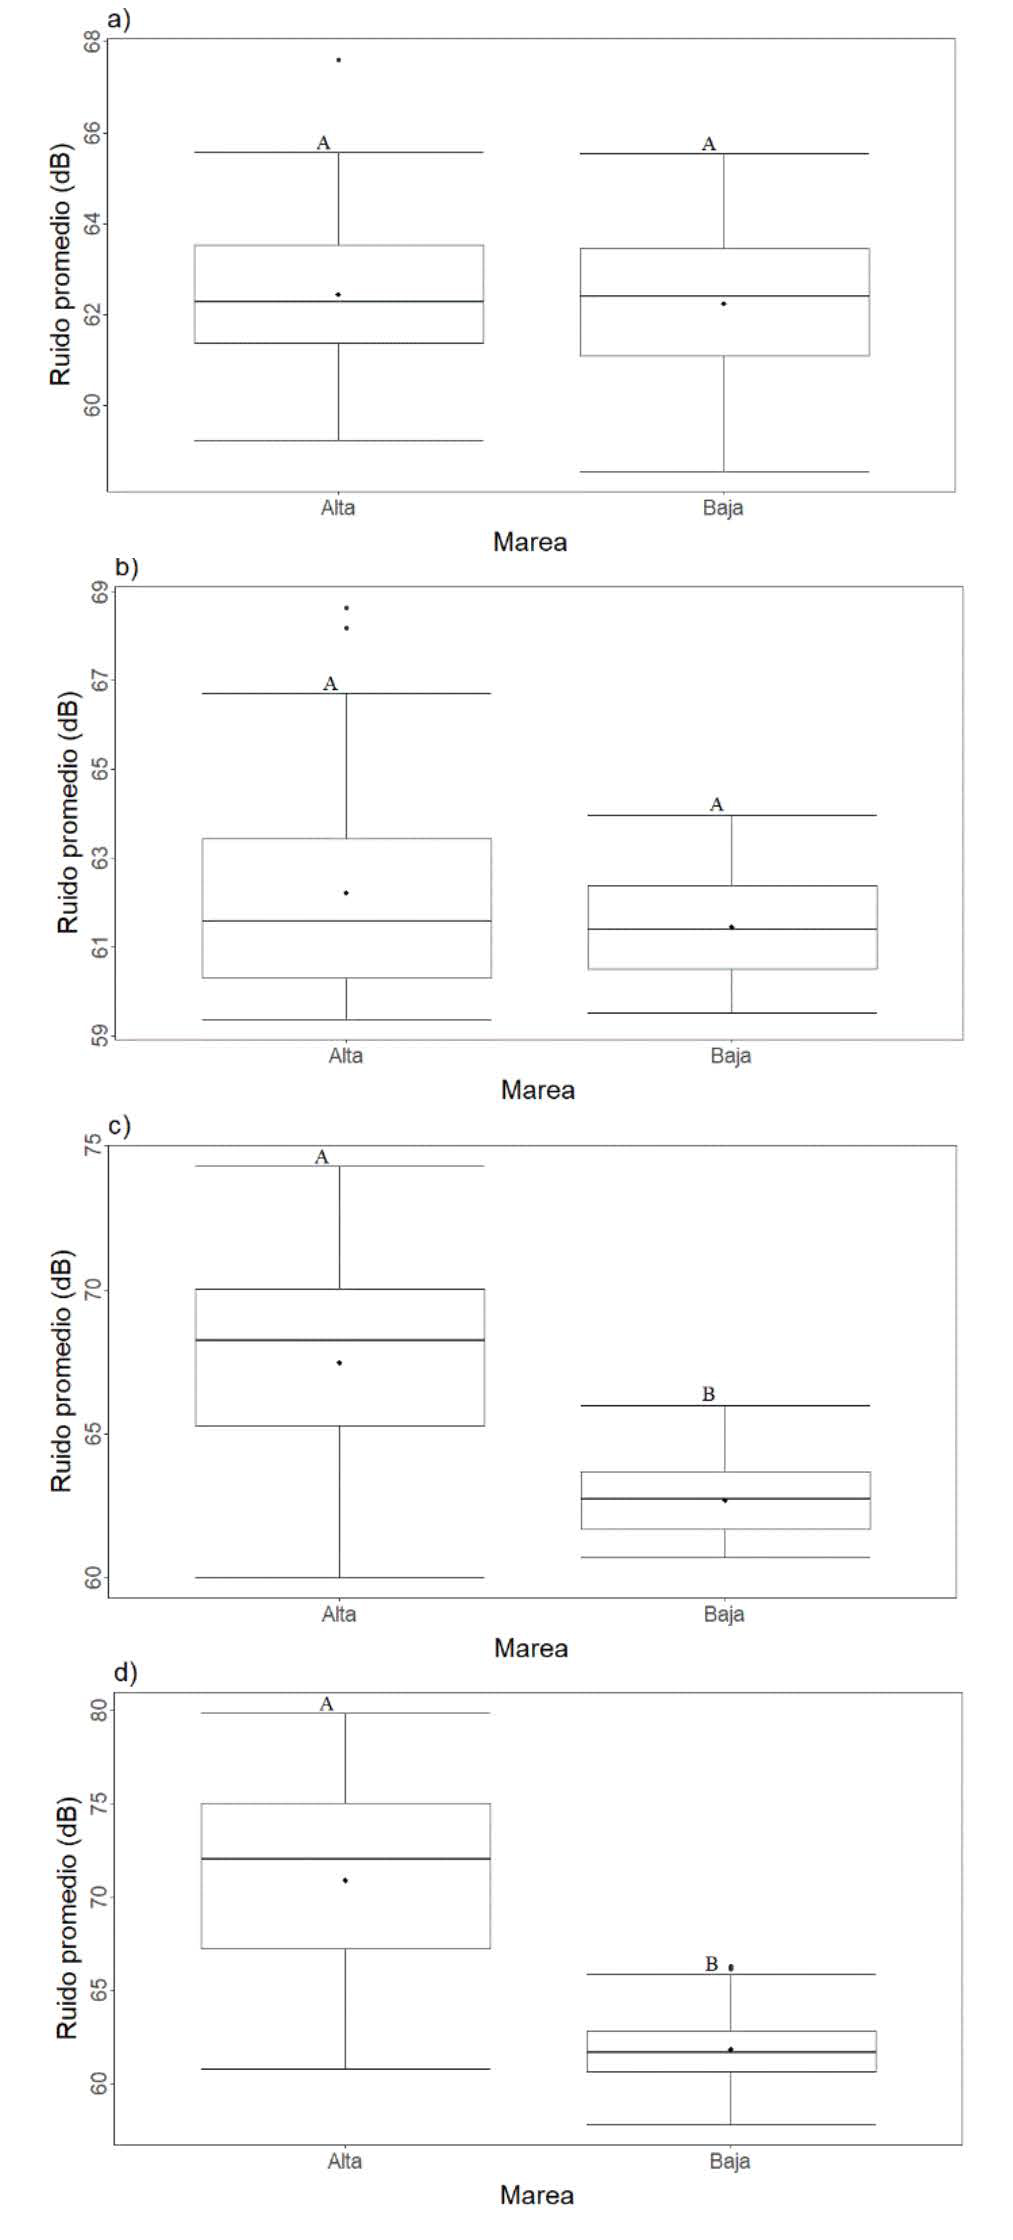 a)
Ruido promedio (dB)
68
66
64
62
60
A
A
Alta
Baja
Marea
b)
Ruido promedio (dB)
69
67
65
63
61
59
A
A
Alta
Baja
Marea
c)
Ruido promedio (dB)
75
70
65
60
A
B
Alta
Baja
Marea
d)
Ruido promedio (dB)
80
75
70
65
60
A
B
Alta
Baja
Marea